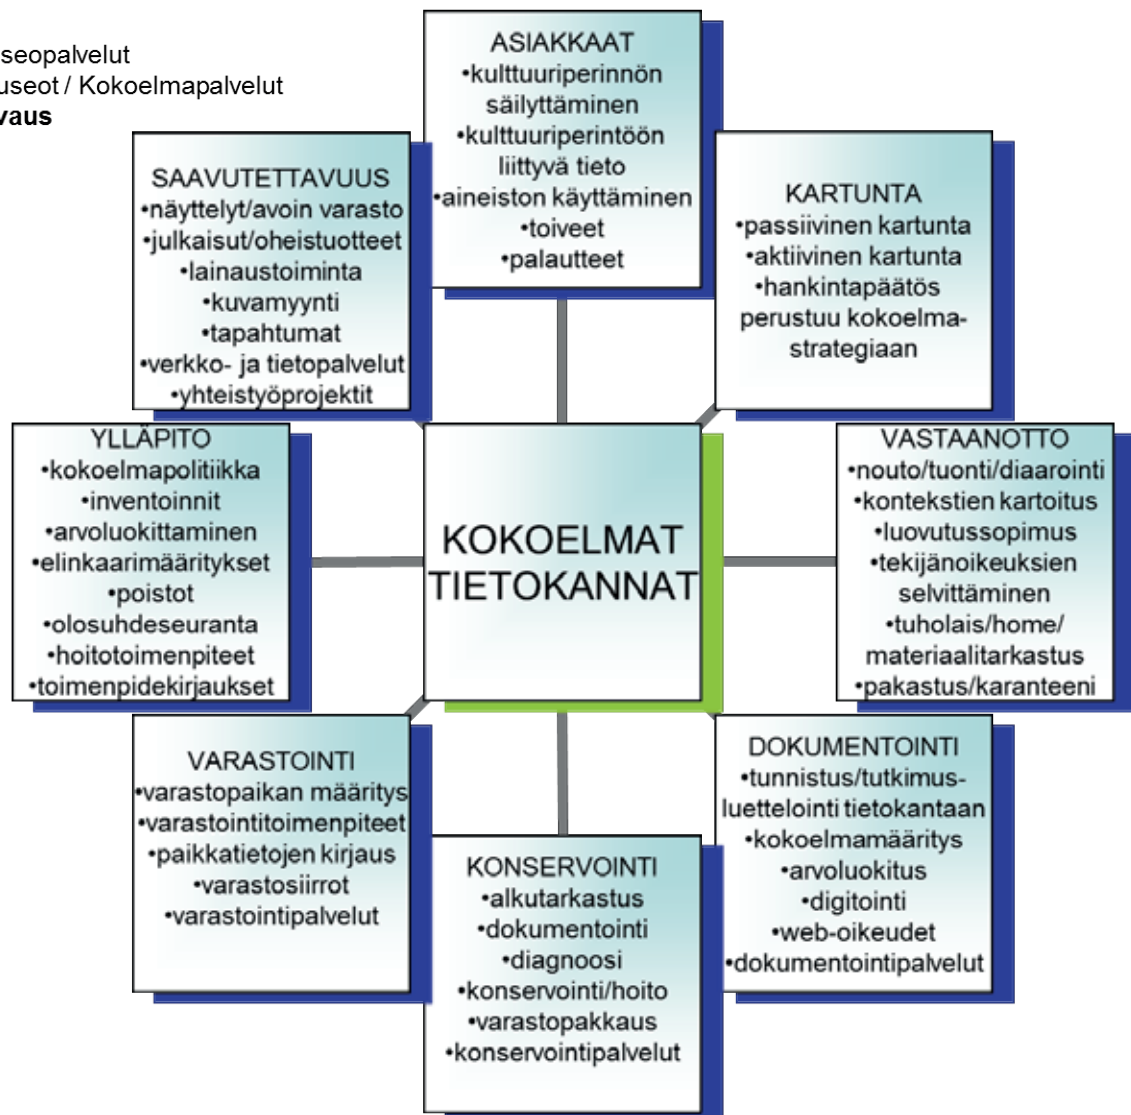 seopalvelut
useot / Kokoelmapalvelut
vaus
ASIAKKAAT
•kulttuuriperinnön
säilyttäminen
•kulttuuriperintöön
liittyvä tieto
•aineiston käyttäminen
•toiveet
•palautteet
KARTUNTA
•passiivinen kartunta
•aktiivinen kartunta
•hankintapäätös
perustuu kokoelma-
strategiaan
VASTAANOTTO
•nouto/tuonti/diaarointi
•kontekstien kartoitus
•luovutussopimus
•tekijänoikeuksien
selvittäminen
•tuholais/home/
materiaalitarkastus
•pakastus/karanteeni
DOKUMENTOINTI
•tunnistus/tutkimus-
luettelointi tietokantaan
•kokoelmamääritys
•arvoluokitus
•digitointi
•web-oikeudet
•dokumentointipalvelut
KONSERVOINTI
•alkutarkastus
•dokumentointi
•diagnoosi
•konservointi/hoito
•varastopakkaus
•konservointipalvelut
VARASTOINTI
•varastopaikan määritys
•varastointitoimenpiteet
•paikkatietojen kirjaus
•varastosiirrot
•varastointipalvelut
YLLÄPITO
•kokoelmapolitiikka
•inventoinnit
•arvoluokittaminen
•elinkaarimääritykset
•poistot
•olosuhdeseuranta
•hoitotoimenpiteet
•toimenpidekirjaukset
SAAVUTETTAVUUS
•näyttelyt/avoin varasto
•julkaisut/oheistuotteet
•lainaustoiminta
•kuvamyynti
•tapahtumat
•verkko- ja tietopalvelut
•yhteistyöprojektit
KOKOELMAT
TIETOKANNAT